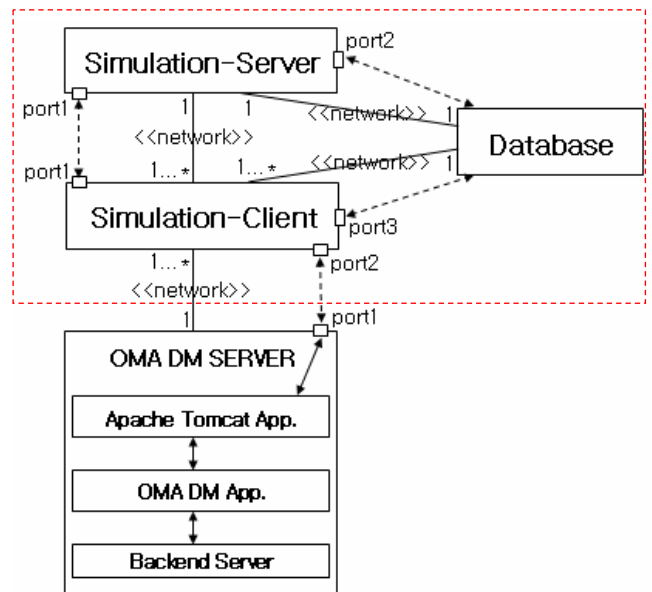 port2
Simulation-Server
port1
1
1
<<network>>
1
<<network>>
Database
<<network>>
1
port1
1...*
1...*
Simulation-Client
port3
1...*
port2
<<network>>
1
port1
OMA DM SERVER
Apache Tomcat App.
OMA DM App.
Backend Server